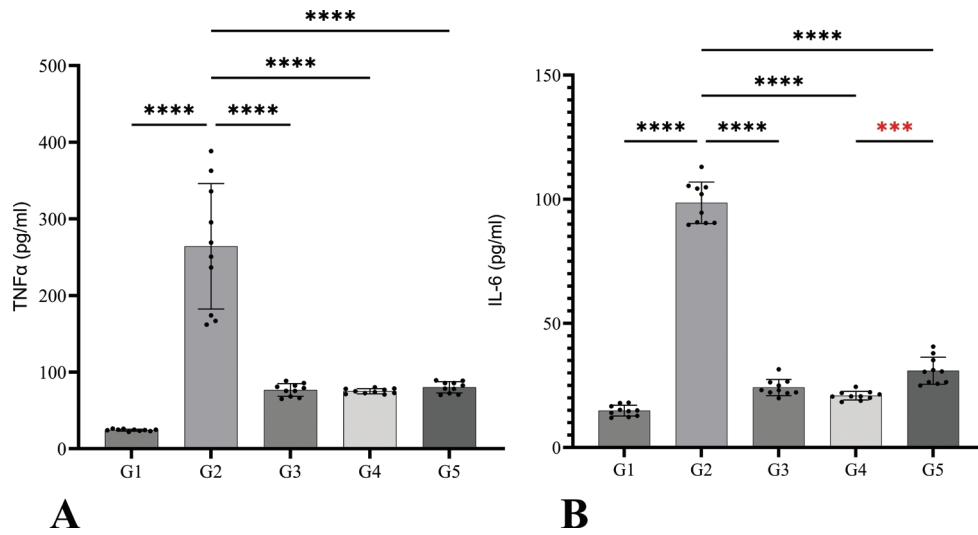 ****
****
**** ****
500
400
300
200
100
0
TNFα (pg/ml)
G1 G2 G3 G4 G5
A
****
****
**** **** ***
150
100
50
0
IL-6 (pg/ml)
G1 G2 G3 G4 G5
B